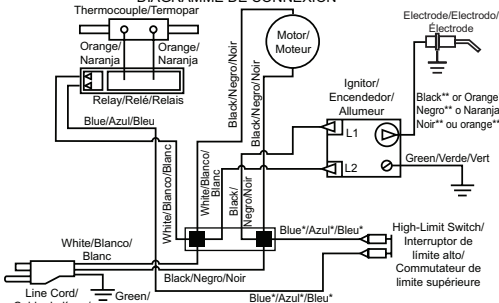 DIAGRAMME DE CONNEXION
Thermocouple/Termopar
Orange/
Naranja
Orange/
Naranja
Relay/Relé/Relais
Blue/Azul/Bleu
White/Blanco/Blanc
Black/Negro/Noir
Motor/
Moteur
Black/Negro/Noir
White/Blanco/
Blanc
Black/
Negro/Noir
Ignitor/
Encendedor/
Allumeur
L1
L2
Electrode/Electrodo/
Électrode
Black** or Orange
Negro** o Naranja
Noir** ou orange**
Green/Verde/Vert
Blue*/Azul*/Bleu*
High-Limit Switch/
Interruptor de
límite alto/
Commutateur de
limite supérieure
White/Blanco/
Blanc
Black/Negro/Noir
Line Cord/
Green/
Blue*/Azul*/Bleu*